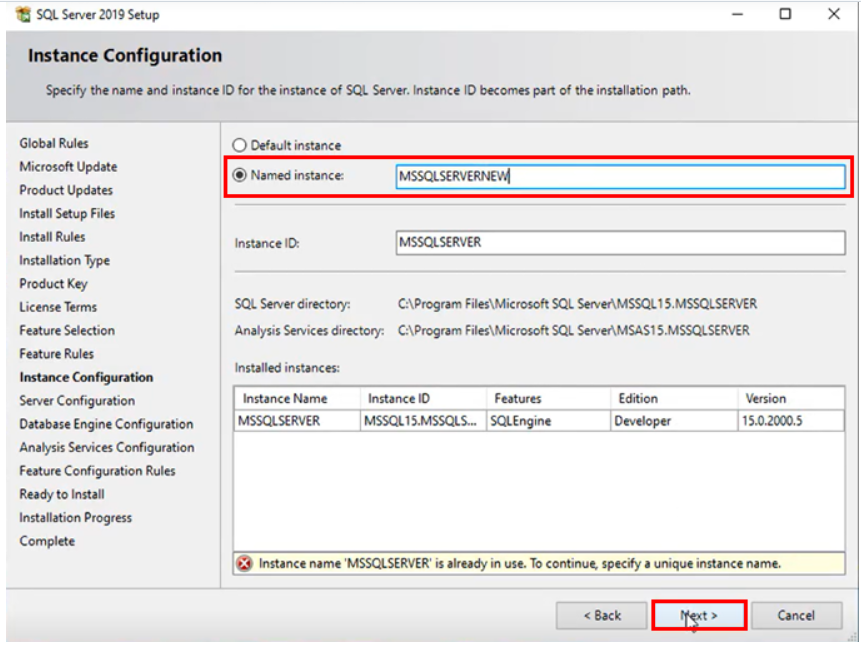 SQL Server 2019 Setup
Instance Configuration
Specify the name and instance ID for the instance of SQL Server. Instance ID becomes part of the installation path.
Global Rules
Microsoft Update
Product Updates
Install Setup Files
Install Rules
Installation Type
Product Key
License Terms
Feature Selection
Feature Rules
Instance Configuration
Server Configuration
Database Engine Configuration
Analysis Services Configuration
Feature Configuration Rules
Ready to Install
Installation Progress
Complete
Default instance
Named instance: MSSQLSERVERNEW
Instance ID: MSSQLSERVER
SQL Server directory: C:\Program Files\Microsoft SQL Server\MSSQL15.MSSQLSERVER
Analysis Services directory: C:\Program Files\Microsoft SQL Server\MSAS15.MSSQLSERVER
Installed instances:
Instance Name Instance ID Features Edition Version
MSSQLSERVER MSSQL15.MSSQLS... SQLEngine Developer 15.0.2000.5
Instance name 'MSSQLSERVER' is already in use. To continue, specify a unique instance name.
< Back Next > Cancel